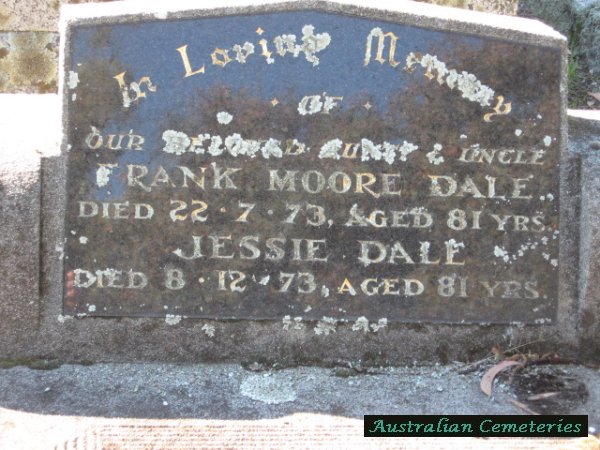 In Loving Memory
· OF ·
OUR BELOVED AUNT & UNCLE
FRANK MOORE DALE
DIED 22·7·73, AGED 81 YRS.
JESSIE DALE
DIED 8·12·73, AGED 81 YRS.
Australian Cemeteries